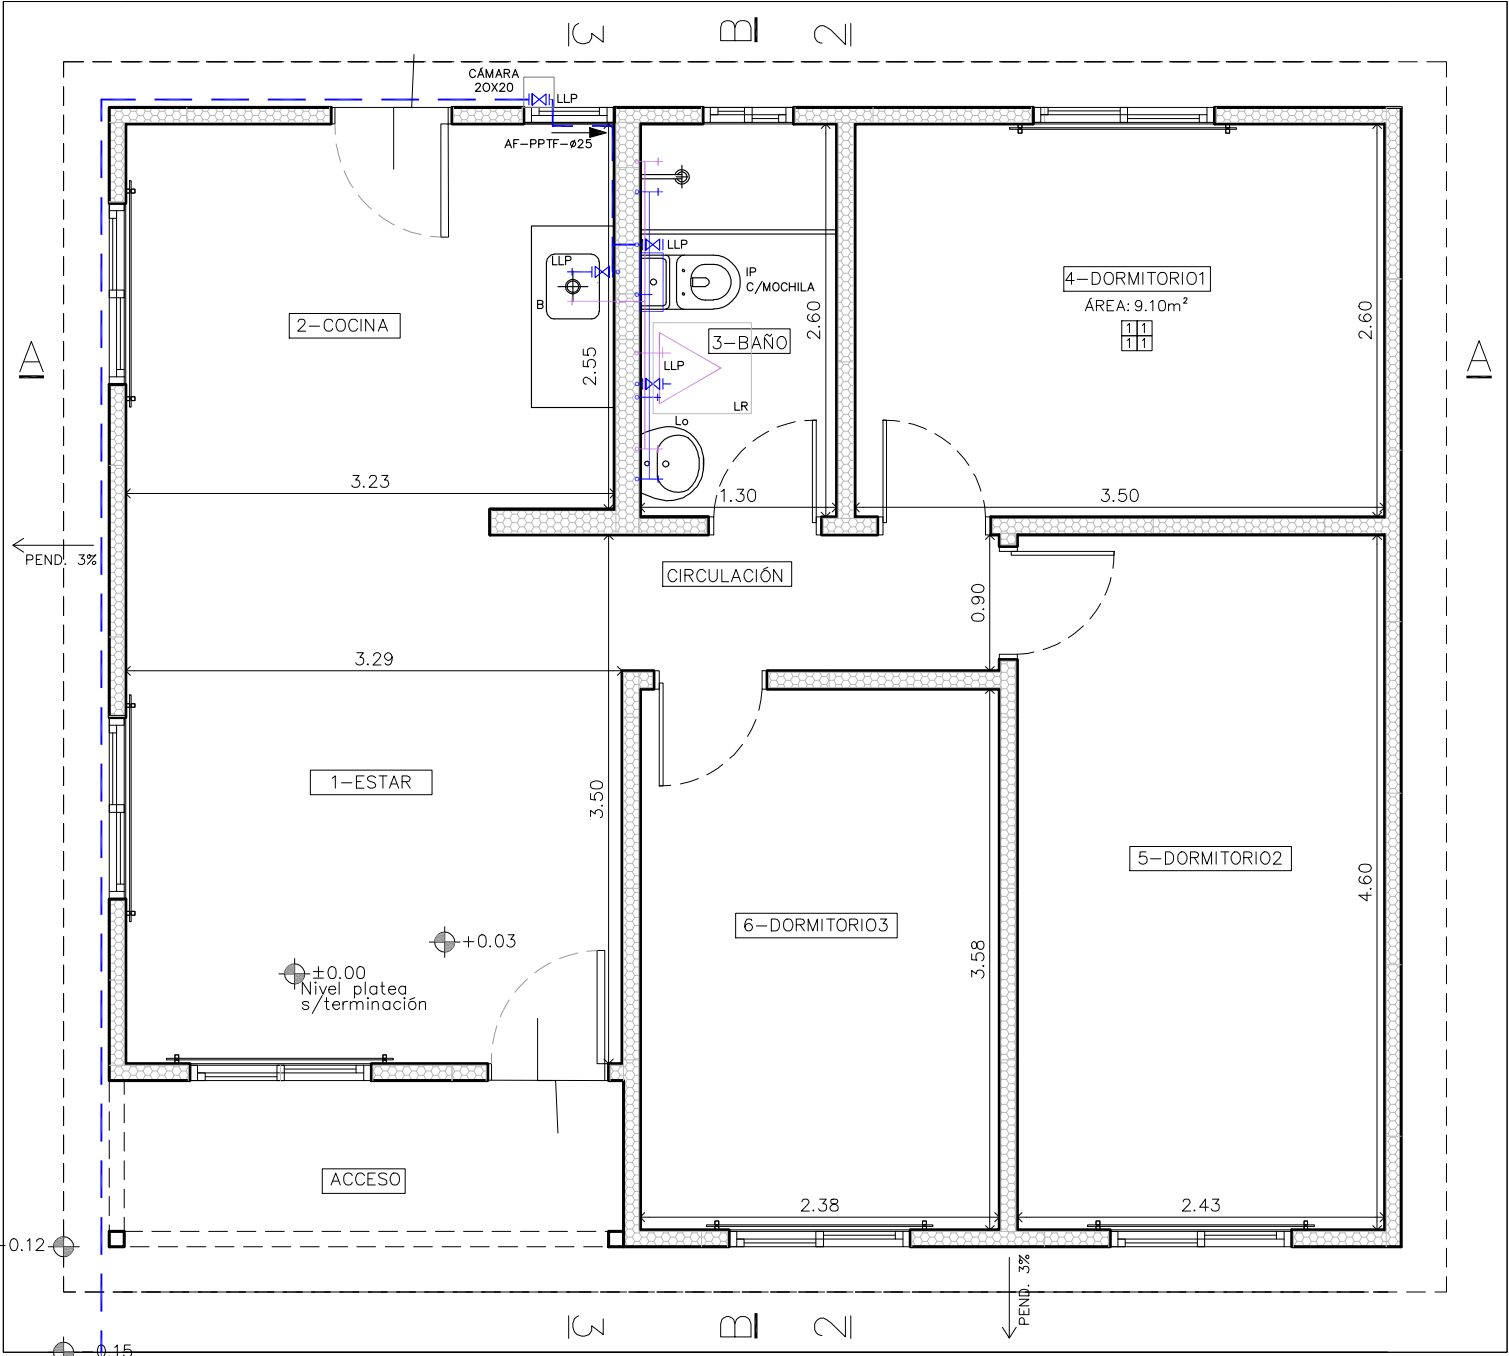 3
B
2
CÁMARA
20X20
LLP
AF-PPTF-ø25
LLP
LLP
IP
C/MOCHILA
B
4-DORMITORIO1
ÁREA: 9.10m²
1 1
1 1
2-COCINA
2.55
3-BAÑO
2.60
2.60
A
A
LLP
LR
Lo
3.23
1.30
3.50
PEND. 3%
CIRCULACIÓN
0.90
3.29
1-ESTAR
3.50
5-DORMITORIO2
4.60
6-DORMITORIO3
+0.03
3.58
±0.00
Nivel platea
s/terminación
ACCESO
2.38
2.43
-0.12
PEND. 3%
3
B
2
-0.15